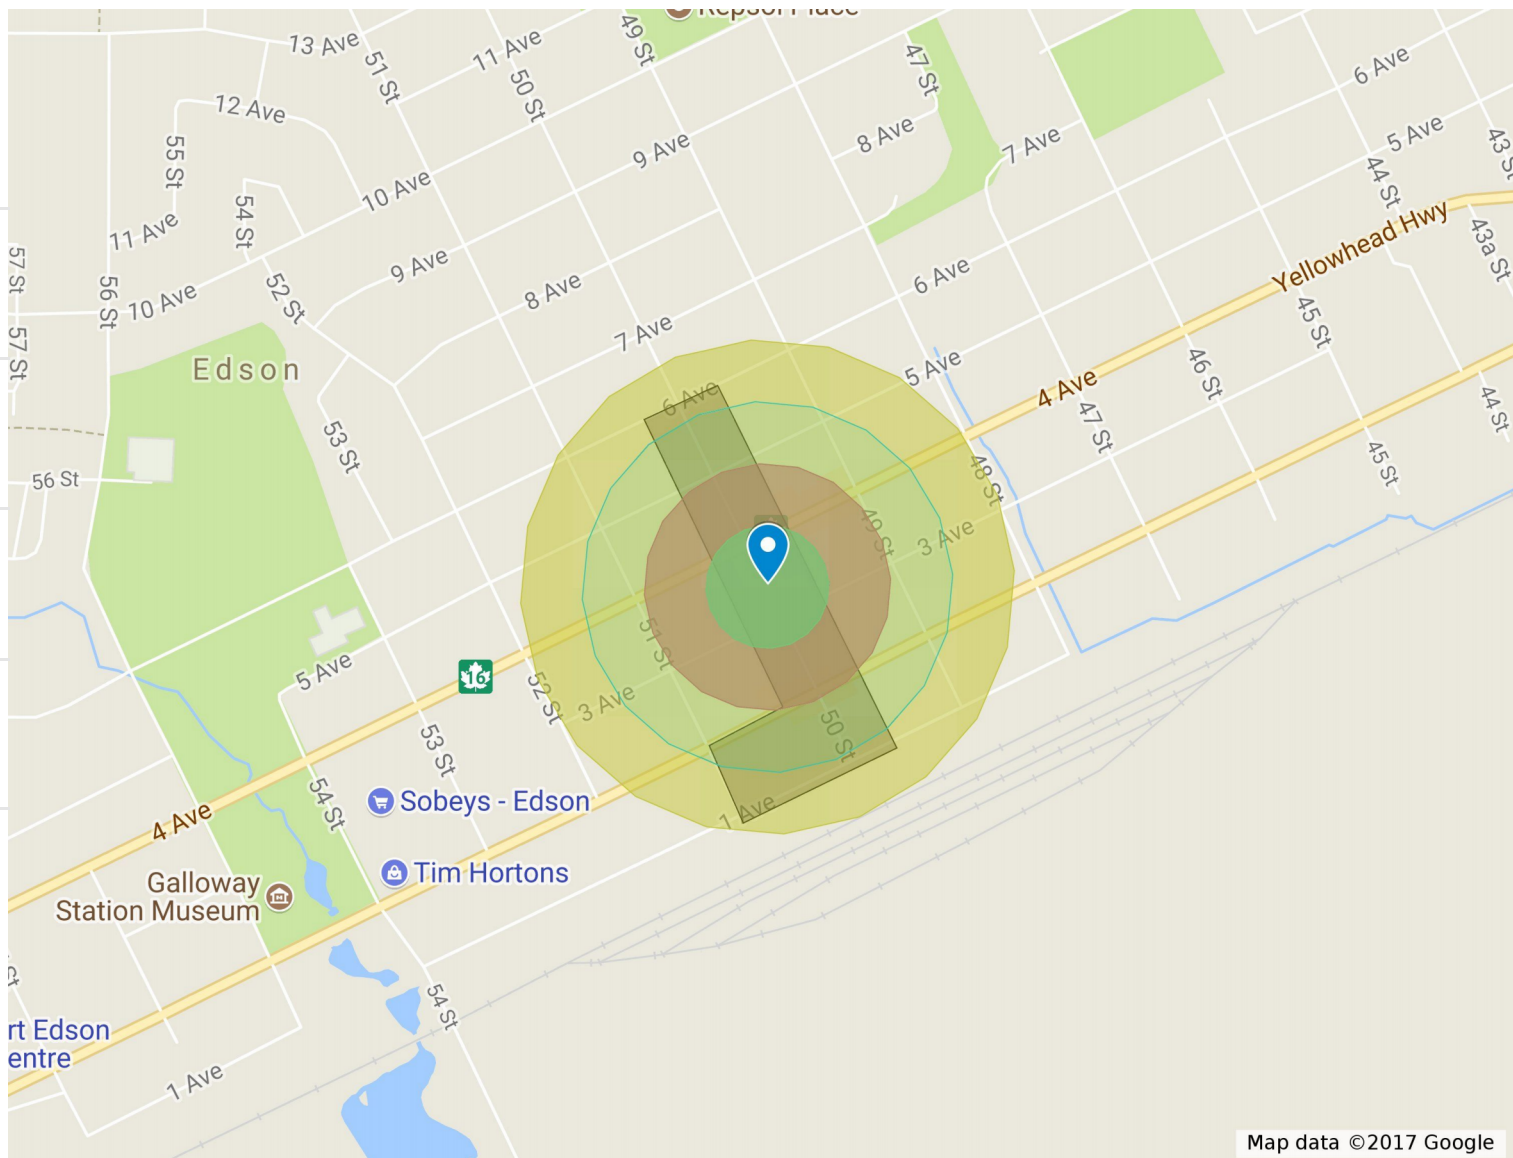 Repsol Place
13 Ave
11 Ave
49 St
51 St
50 St
47 St
6 Ave
12 Ave
55 St
9 Ave
8 Ave
7 Ave
5 Ave
43 St
10 Ave
44 St
54 St
11 Ave
57 St
9 Ave
6 Ave
Yellowhead Hwy
43a St
56 St
10 Ave
52 St
8 Ave
7 Ave
45 St
57 St
Edson
5 Ave
46 St
4 Ave
6 Ave
47 St
44 St
53 St
56 St
48 St
45 St
49 St
3 Ave
51 St
5 Ave
16
52 St
3 Ave
50 St
53 St
54 St
Sobeys - Edson
4 Ave
1 Ave
Tim Hortons
Galloway
Station Museum
54 St
rt Edson
entre
1 Ave
Map data ©2017 Google